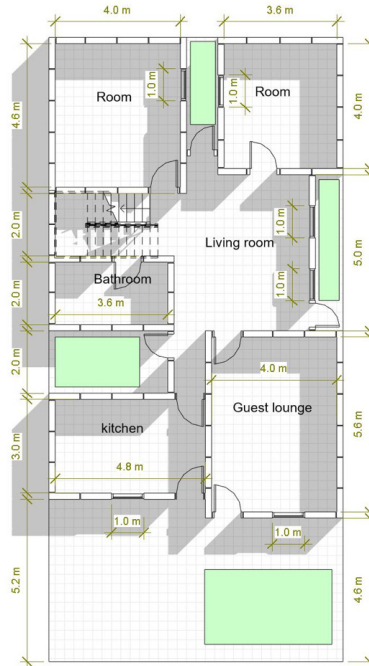 4.0 m
3.6 m
1.0 m
1.0 m
Room
Room
4.6 m
4.0 m
2.0 m
1.0 m
Living room
5.0 m
1.0 m
2.0 m
Bathroom
3.6 m
2.0 m
4.0 m
Guest lounge
kitchen
3.0 m
5.6 m
4.8 m
1.0 m
1.0 m
5.2 m
4.6 m